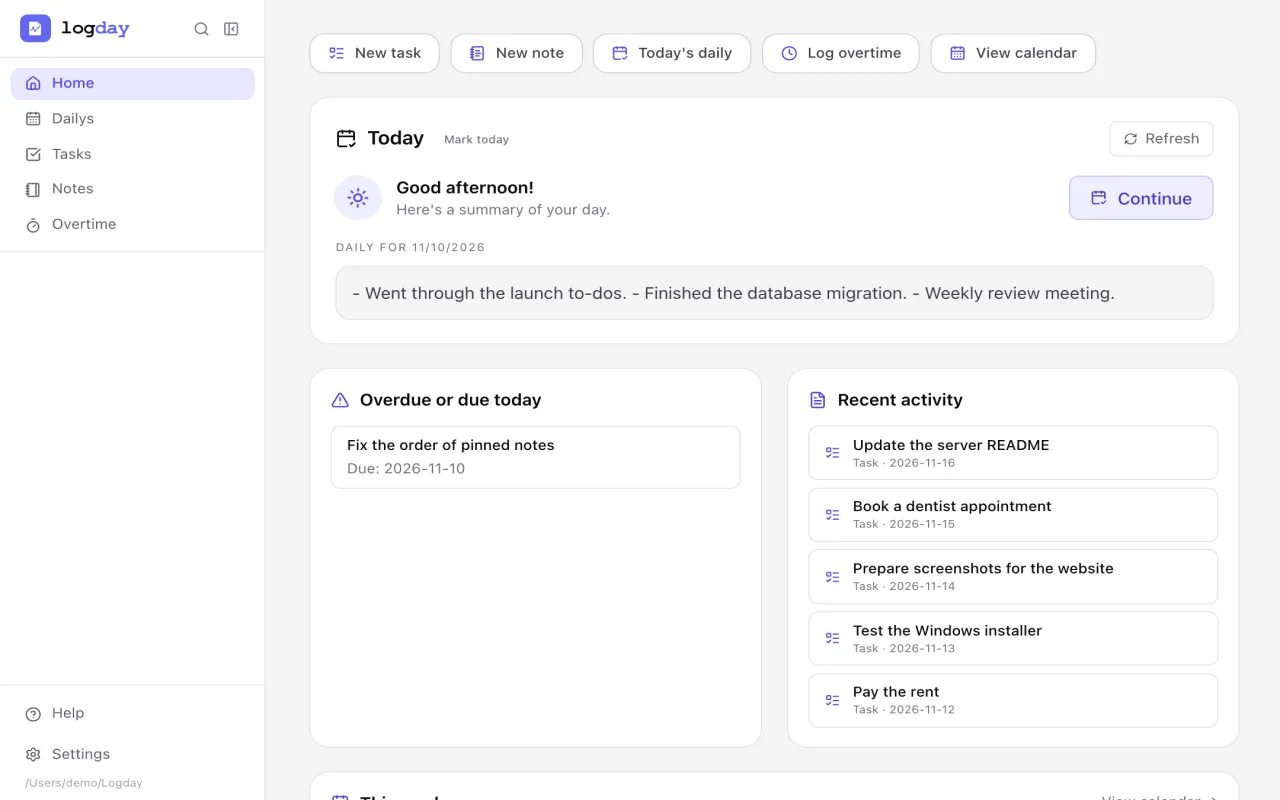 logday
Home
Dailys
Tasks
Notes
Overtime
Help
Settings
/Users/demo/Logday
New task
New note
Today's daily
Log overtime
View calendar
Today
Mark today
Refresh
Good afternoon!
Here's a summary of your day.
Continue
DAILY FOR 11/10/2026
- Went through the launch to-dos. - Finished the database migration. - Weekly review meeting.
Overdue or due today
Fix the order of pinned notes
Due: 2026-11-10
Recent activity
Update the server README
Task · 2026-11-16
Book a dentist appointment
Task · 2026-11-15
Prepare screenshots for the website
Task · 2026-11-14
Test the Windows installer
Task · 2026-11-13
Pay the rent
Task · 2026-11-12
View calendar